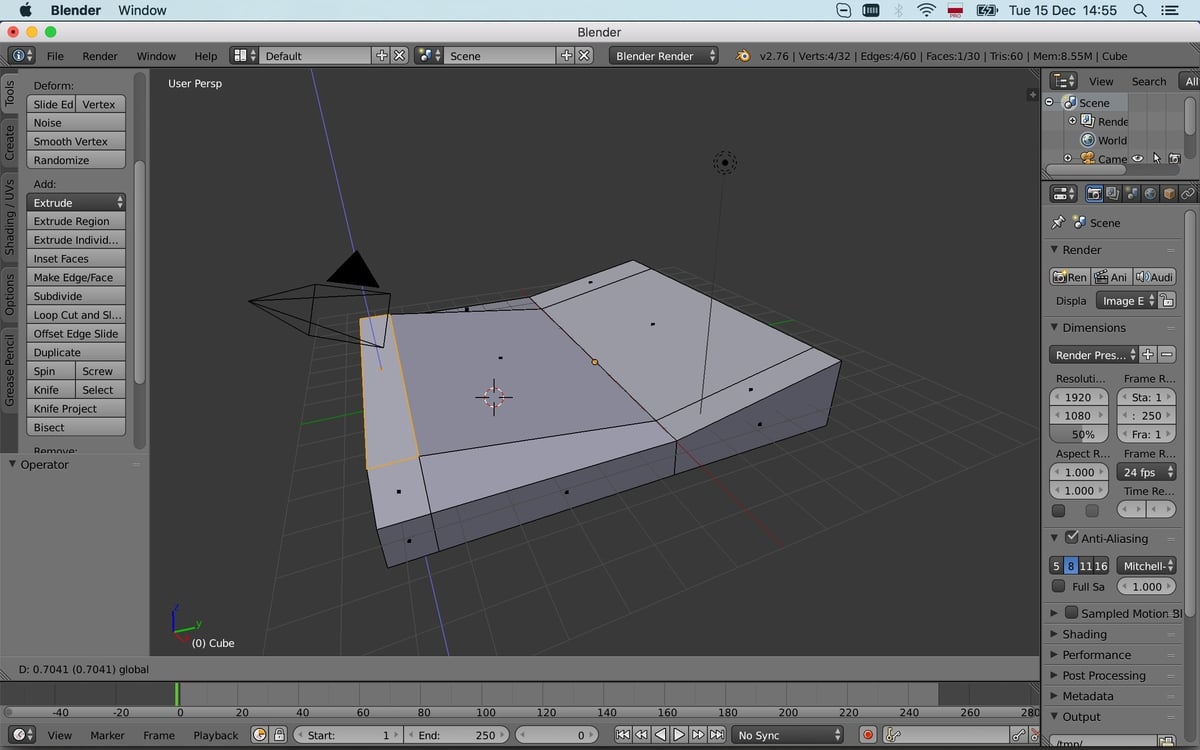 Blender Window PRO Tue 15 Dec 14:55
Blender
File Render Window Help Default Scene Blender Render v2.76 | Verts:4/32 | Edges:4/60 | Faces:1/30 | Tris:60 | Mem:8.55M | Cube
Tools
Create
Shading / UVs
Options
Grease Pencil
Deform:
Slide Ed Vertex
Noise
Smooth Vertex
Randomize
Add:
Extrude
Extrude Region
Extrude Individ...
Inset Faces
Make Edge/Face
Subdivide
Loop Cut and Sl...
Offset Edge Slide
Duplicate
Spin Screw
Knife Select
Knife Project
Bisect
Remove:
Operator
User Persp
z
y
(0) Cube
D: 0.7041 (0.7041) global
View Search All
Scene
Rende
World
Came
Scene
Render
Ren Ani Audi
Displa Image E
Dimensions
Render Pres...
Resoluti... Frame R...
1920 Sta: 1
1080 : 250
50% Fra: 1
Aspect R... Frame R...
1.000 24 fps
1.000 Time Re...
Anti-Aliasing
5 8 11 16 Mitchell-
Full Sa 1.000
Sampled Motion Bl
Shading
Performance
Post Processing
Metadata
Output
/tmp/
-40 -20 0 20 40 60 80 100 120 140 160 180 200 220 240 260 280
View Marker Frame Playback Start: 1 End: 250 0 No Sync